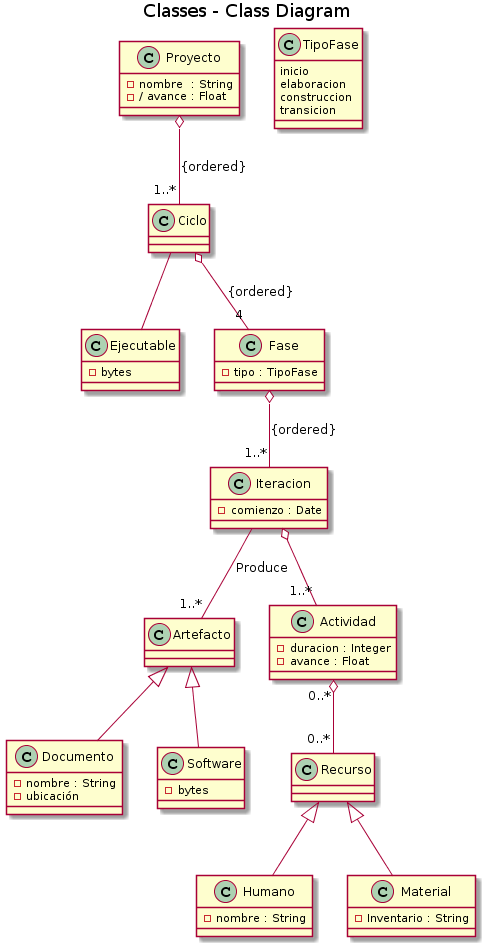 Classes - Class Diagram
C Proyecto
nombre : String
/ avance : Float
C TipoFase
inicio
elaboracion
construccion
transicion
{ordered}
1..*
C Ciclo
{ordered}
4
C Ejecutable
bytes
C Fase
tipo : TipoFase
{ordered}
1..*
C Iteracion
comienzo : Date
Produce
1..*
1..*
C Artefacto
C Actividad
duracion : Integer
avance : Float
0..*
0..*
C Documento
nombre : String
ubicación
C Software
bytes
C Recurso
C Humano
nombre : String
C Material
Inventario : String